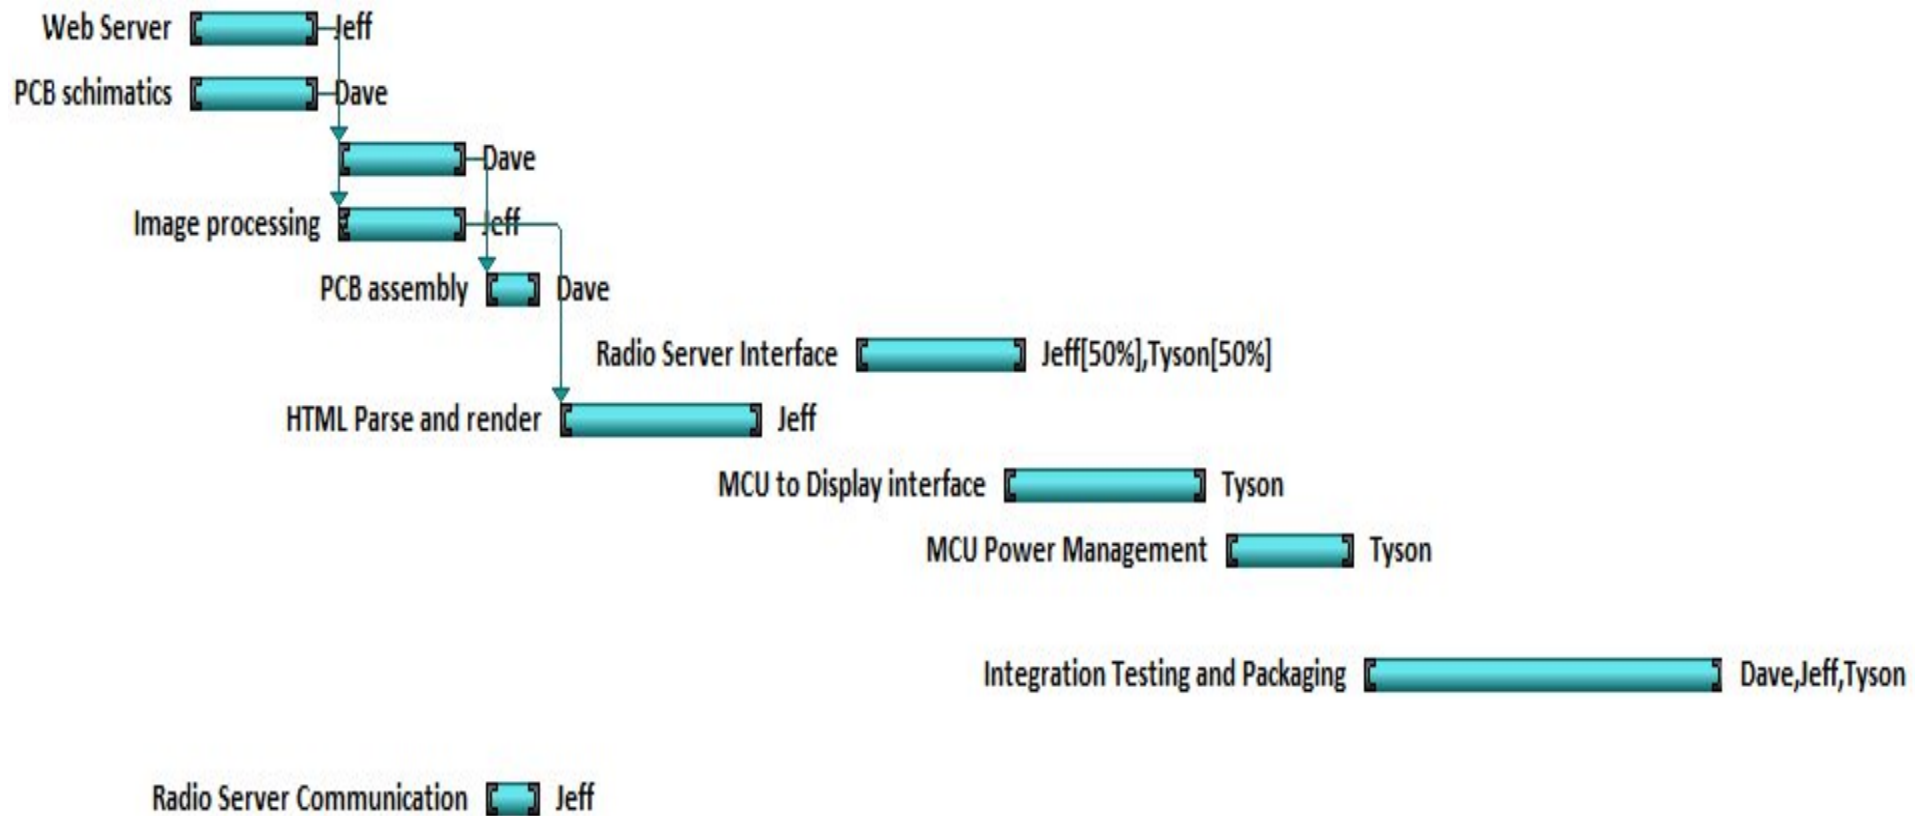 Web Server Jeff
PCB schimatics Dave
Dave
Image processing Jeff
PCB assembly Dave
Radio Server Interface Jeff[50%],Tyson[50%]
HTML Parse and render Jeff
MCU to Display interface Tyson
MCU Power Management Tyson
Integration Testing and Packaging Dave,Jeff,Tyson
Radio Server Communication Jeff